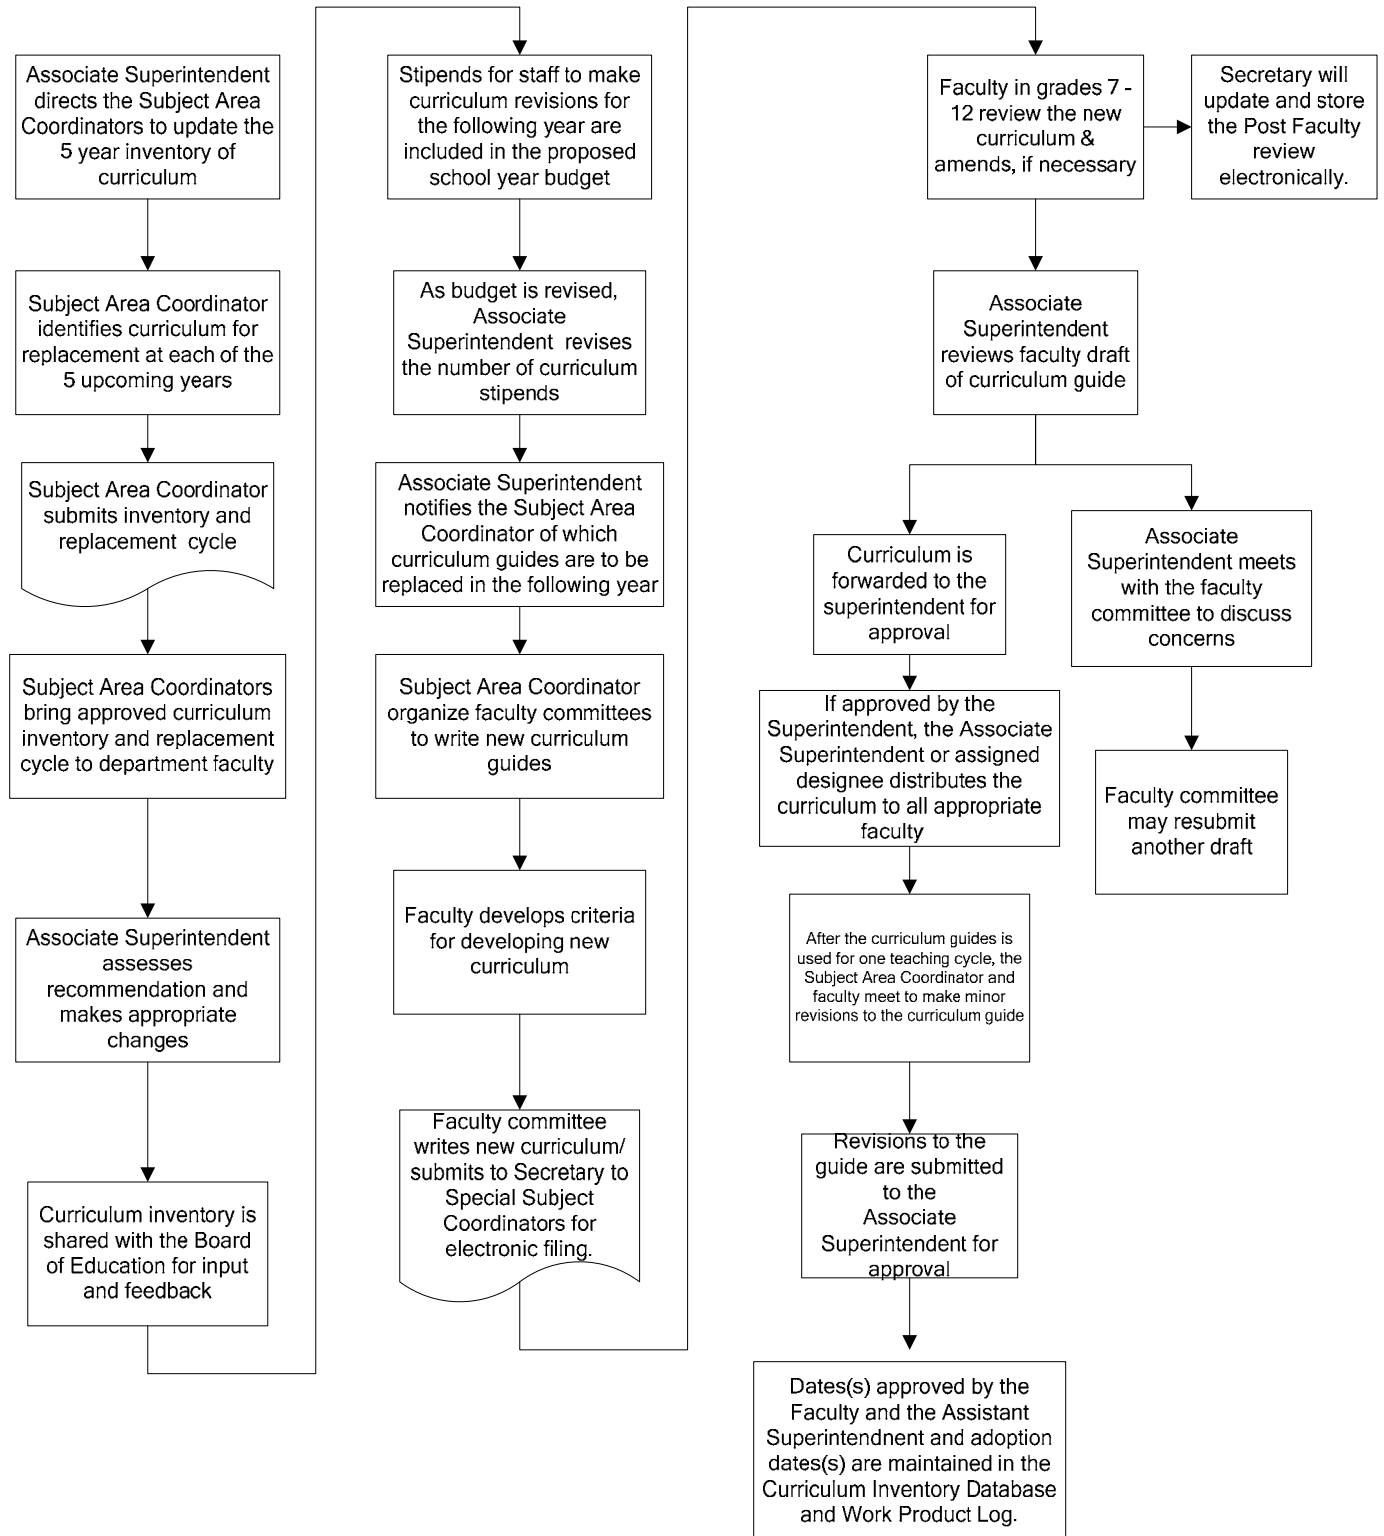 Associate Superintendent
directs the Subject Area
Coordinators to update the
5 year inventory of
curriculum
Subject Area Coordinator
identifies curriculum for
replacement at each of the
5 upcoming years
Subject Area Coordinator
submits inventory and
replacement cycle
Subject Area Coordinators
bring approved curriculum
inventory and replacement
cycle to department faculty
Associate Superintendent
assesses
recommendation and
makes appropriate
changes
Curriculum inventory is
shared with the Board
of Education for input
and feedback
Stipends for staff to make
curriculum revisions for
the following year are
included in the proposed
school year budget
As budget is revised,
Associate
Superintendent revises
the number of curriculum
stipends
Associate Superintendent
notifies the Subject Area
Coordinator of which
curriculum guides are to be
replaced in the following year
Subject Area Coordinator
organize faculty committees
to write new curriculum
guides
Faculty develops criteria
for developing new
curriculum
Faculty committee
writes new curriculum/
submits to Secretary to
Special Subject
Coordinators for
electronic filing.
Faculty in grades 7 -
12 review the new
curriculum &
amends, if necessary
Secretary will
update and store
the Post Faculty
review
electronically.
Associate
Superintendent
reviews faculty draft
of curriculum guide
Curriculum is
forwarded to the
superintendent for
approval
Associate
Superintendent meets
with the faculty
committee to discuss
concerns
If approved by the
Superintendent, the Associate
Superintendent or assigned
designee distributes the
curriculum to all appropriate
faculty
Faculty committee
may resubmit
another draft
After the curriculum guides is
used for one teaching cycle, the
Subject Area Coordinator and
faculty meet to make minor
revisions to the curriculum guide
Revisions to the
guide are submitted
to the
Associate
Superintendent for
approval
Dates(s) approved by the
Faculty and the Assistant
Superintendnent and adoption
dates(s) are maintained in the
Curriculum Inventory Database
and Work Product Log.